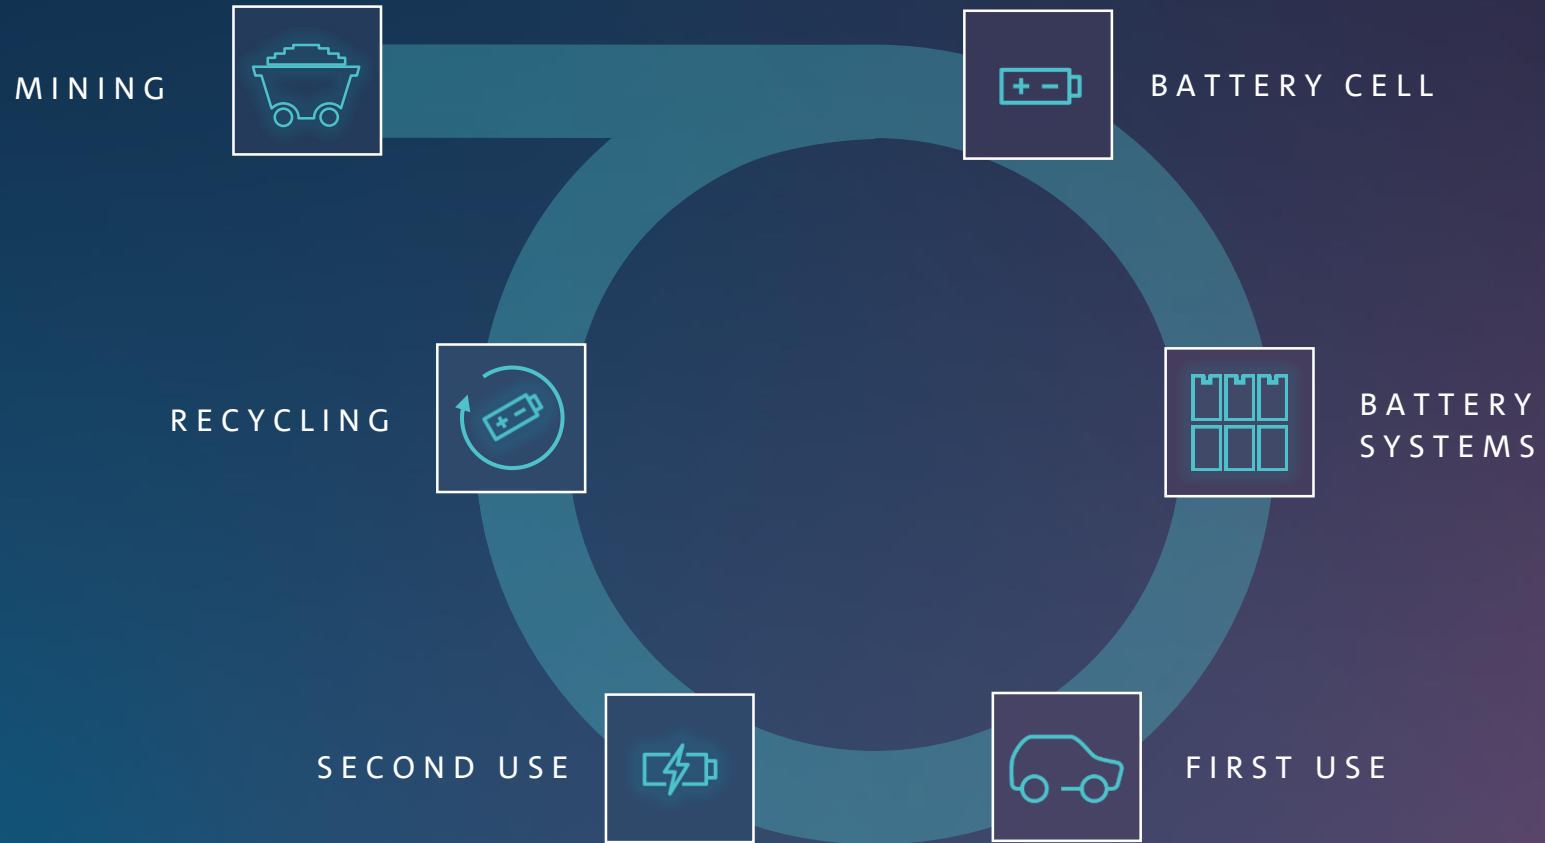 MINING
BATTERY CELL
RECYCLING
BATTERY
SYSTEMS
SECOND USE
FIRST USE